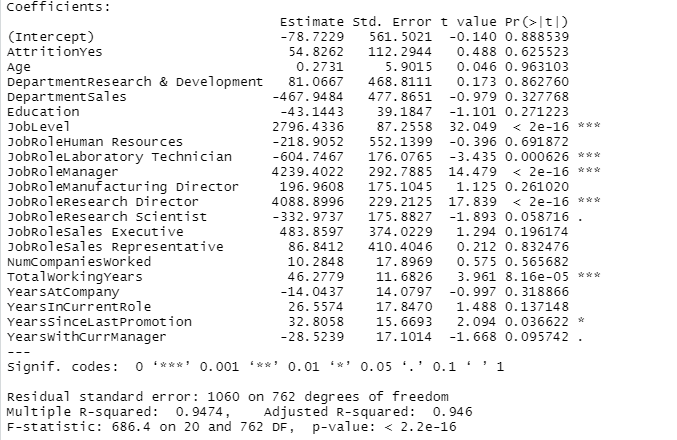 Coefficients:
Estimate Std. Error t value Pr(>|t|)
(Intercept) -78.7229 561.5021 -0.140 0.888539
AttritionYes 54.8262 112.2944 0.488 0.625523
Age 0.2731 5.9015 0.046 0.963103
DepartmentResearch & Development 81.0667 468.8111 0.173 0.862760
DepartmentSales -467.9484 477.8651 -0.979 0.327768
Education -43.1443 39.1847 -1.101 0.271223
JobLevel 2796.4336 87.2558 32.049 < 2e-16 ***
JobRoleHuman Resources -218.9052 552.1399 -0.396 0.691872
JobRoleLaboratory Technician -604.7467 176.0765 -3.435 0.000626 ***
JobRoleManager 4239.4022 292.7885 14.479 < 2e-16 ***
JobRoleManufacturing Director 196.9608 175.1045 1.125 0.261020
JobRoleResearch Director 4088.8996 229.2125 17.839 < 2e-16 ***
JobRoleResearch Scientist -332.9737 175.8827 -1.893 0.058716 .
JobRoleSales Executive 483.8597 374.0229 1.294 0.196174
JobRoleSales Representative 86.8412 410.4046 0.212 0.832476
NumCompaniesWorked 10.2848 17.8969 0.575 0.565682
TotalWorkingYears 46.2779 11.6826 3.961 8.16e-05 ***
YearsAtCompany -14.0437 14.0797 -0.997 0.318866
YearsInCurrentRole 26.5574 17.8470 1.488 0.137148
YearsSinceLastPromotion 32.8058 15.6693 2.094 0.036622 *
YearsWithCurrManager -28.5239 17.1014 -1.668 0.095742 .
---
Signif. codes: 0 ‘***’ 0.001 ‘**’ 0.01 ‘*’ 0.05 ‘.’ 0.1 ‘ ’ 1
Residual standard error: 1060 on 762 degrees of freedom
Multiple R-squared: 0.9474, Adjusted R-squared: 0.946
F-statistic: 686.4 on 20 and 762 DF, p-value: < 2.2e-16